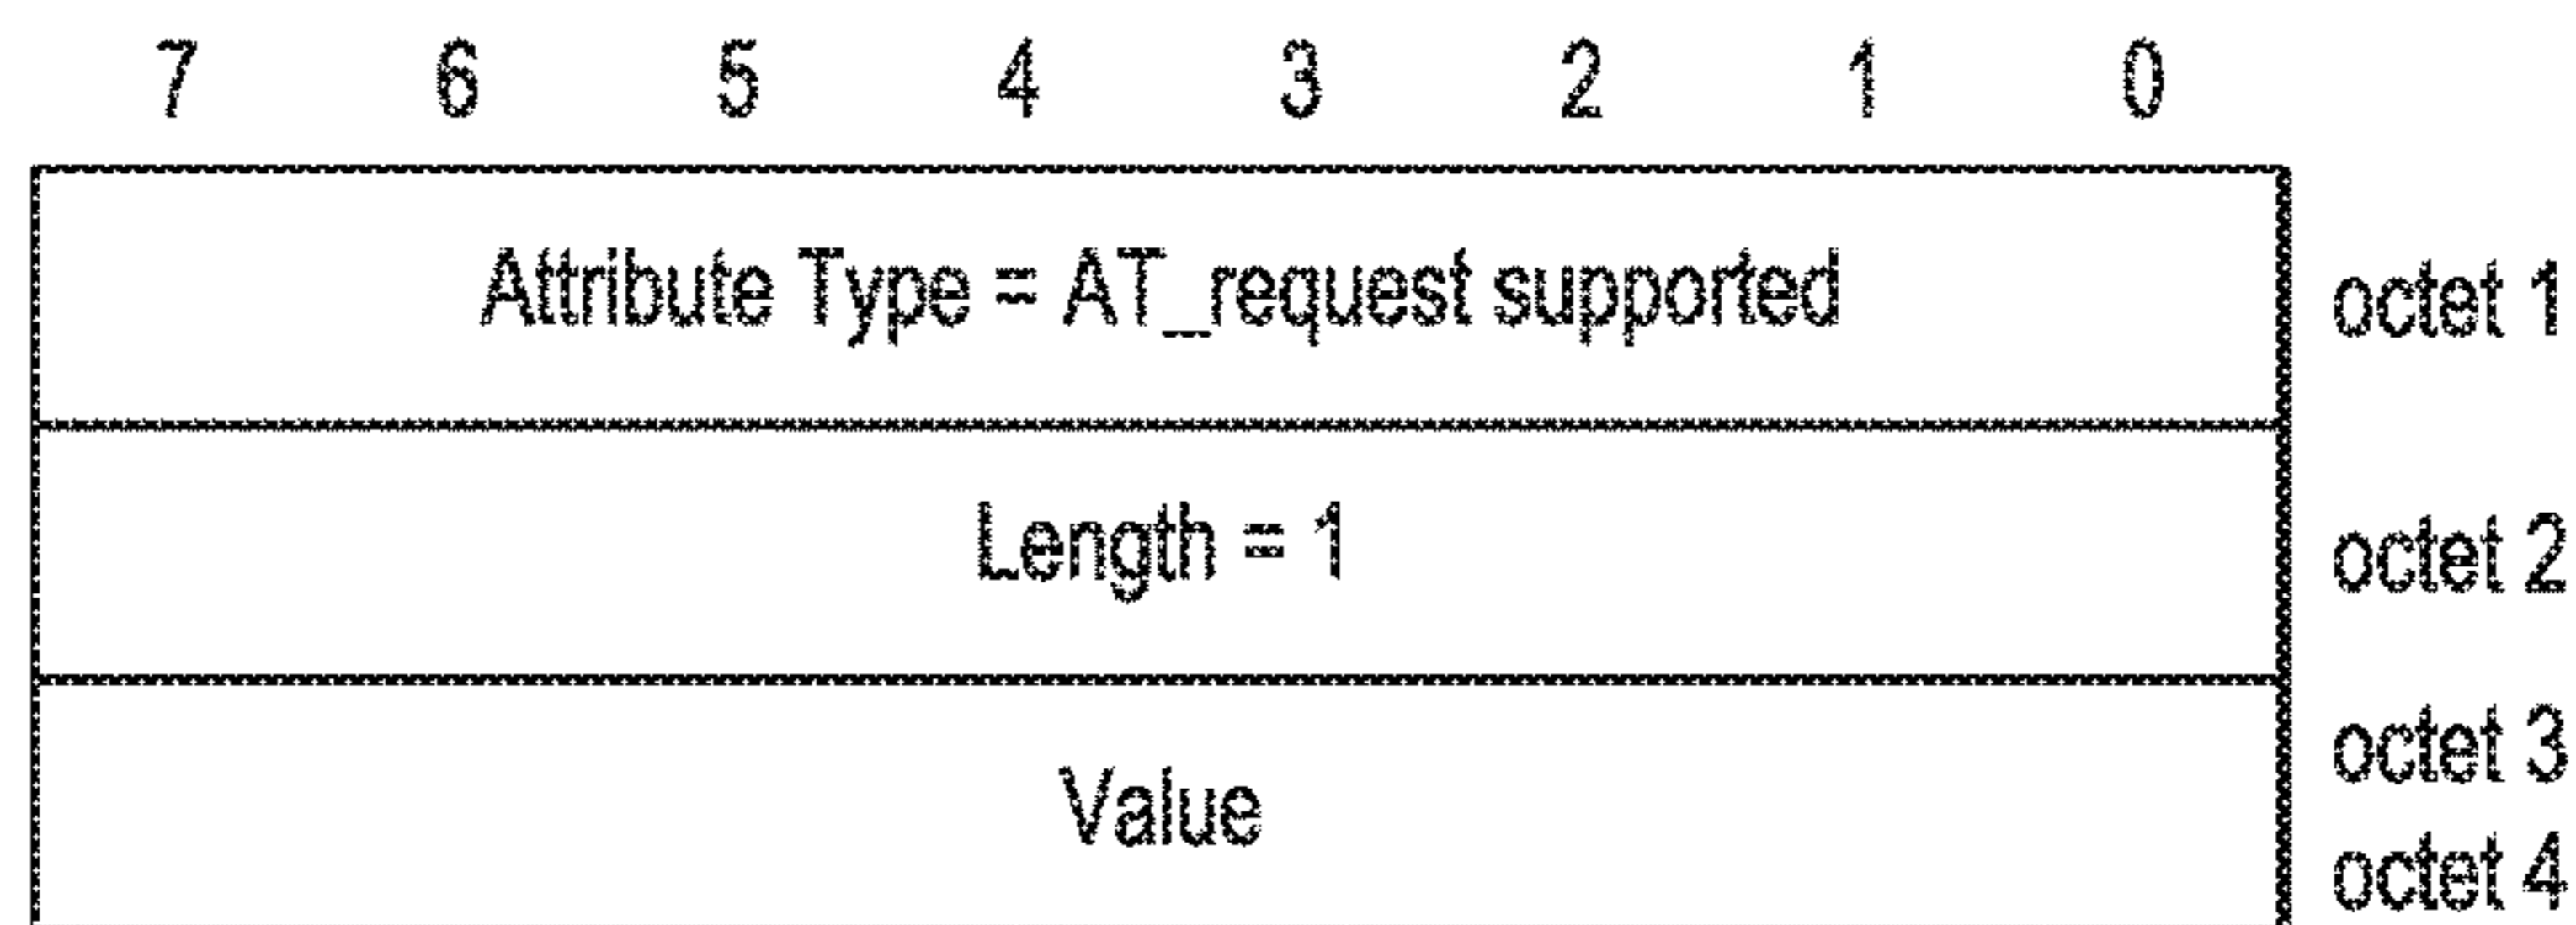 7 6 5 4 3 2 1 0
Attribute Type = AT_request supported octet 1
Length = 1 octet 2
octet 3
Value
octet 4